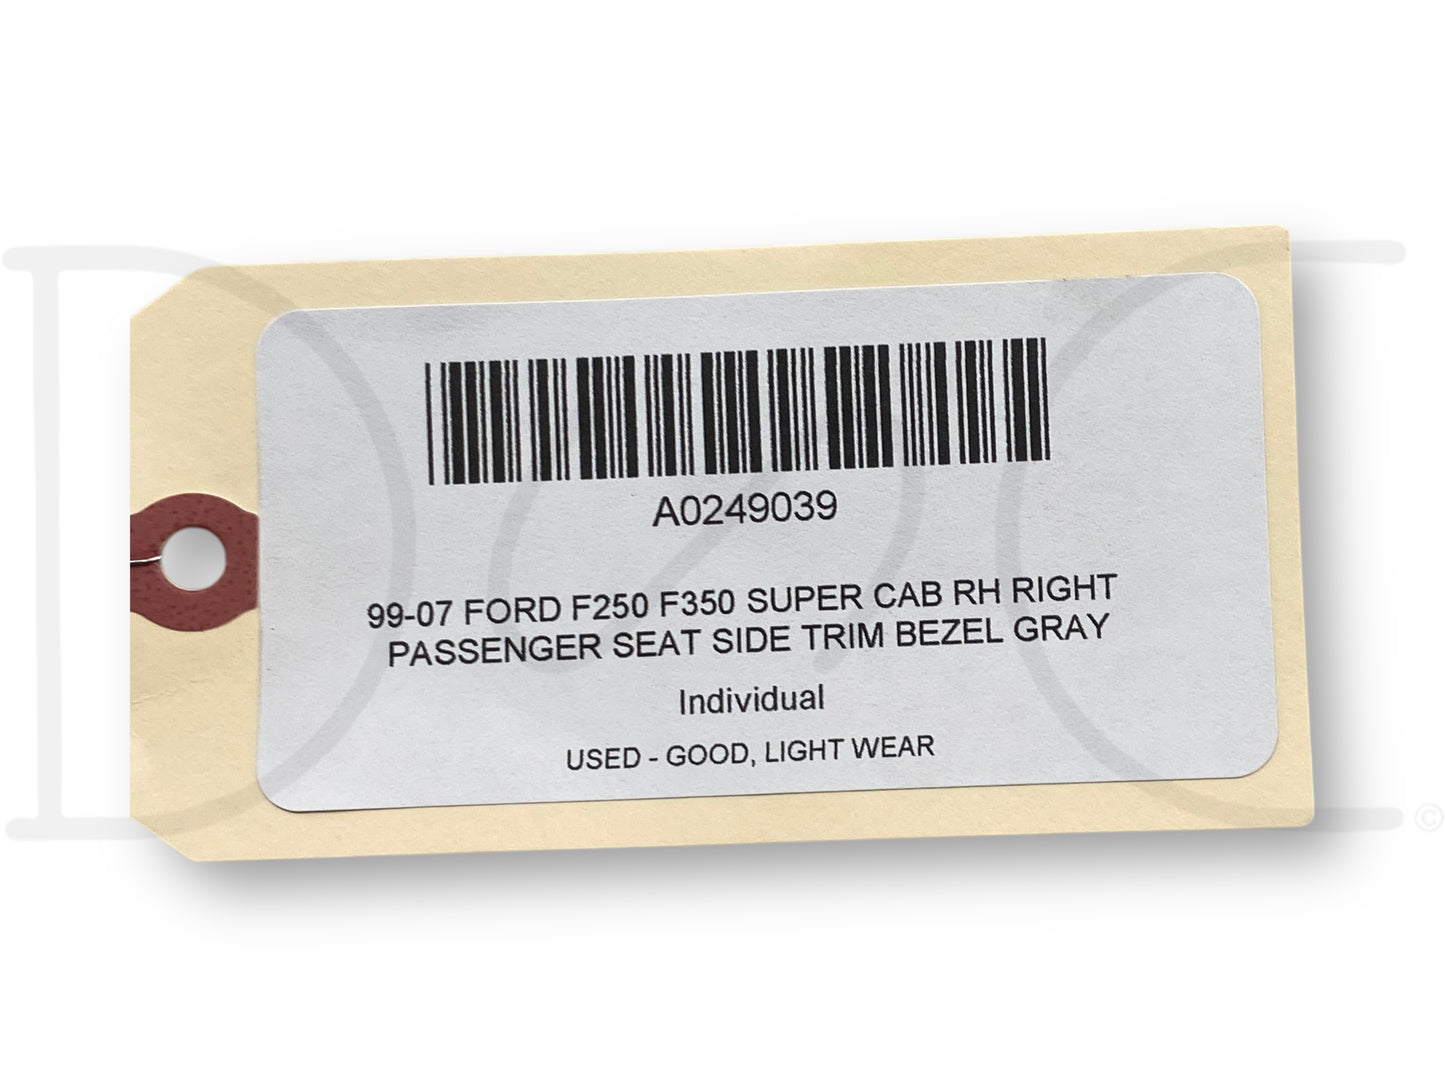 A0249039
99-07 FORD F250 F350 SUPER CAB RH RIGHT
PASSENGER SEAT SIDE TRIM BEZEL GRAY
Individual
USED - GOOD, LIGHT WEAR
©